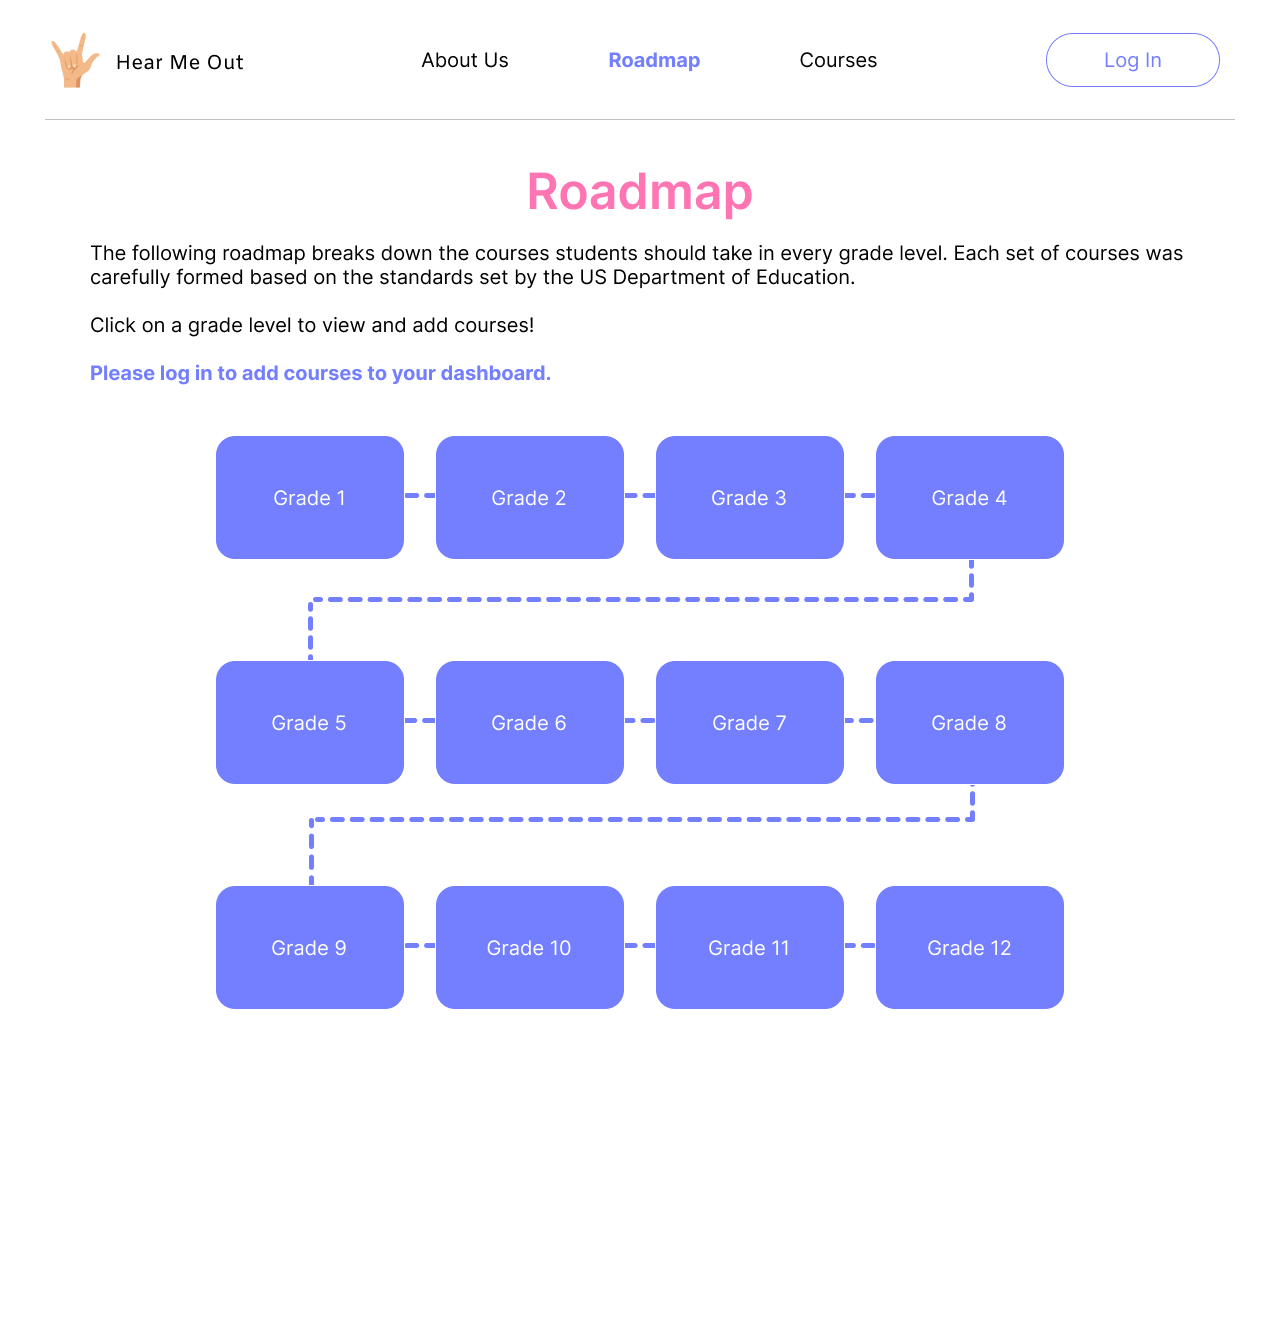 Hear Me Out
About Us
Roadmap
Courses
Log In
Roadmap
The following roadmap breaks down the courses students should take in every grade level. Each set of courses was
carefully formed based on the standards set by the US Department of Education.
Click on a grade level to view and add courses!
Please log in to add courses to your dashboard.
Grade 1
Grade 2
Grade 3
Grade 4
Grade 5
Grade 6
Grade 7
Grade 8
Grade 9
Grade 10
Grade 11
Grade 12